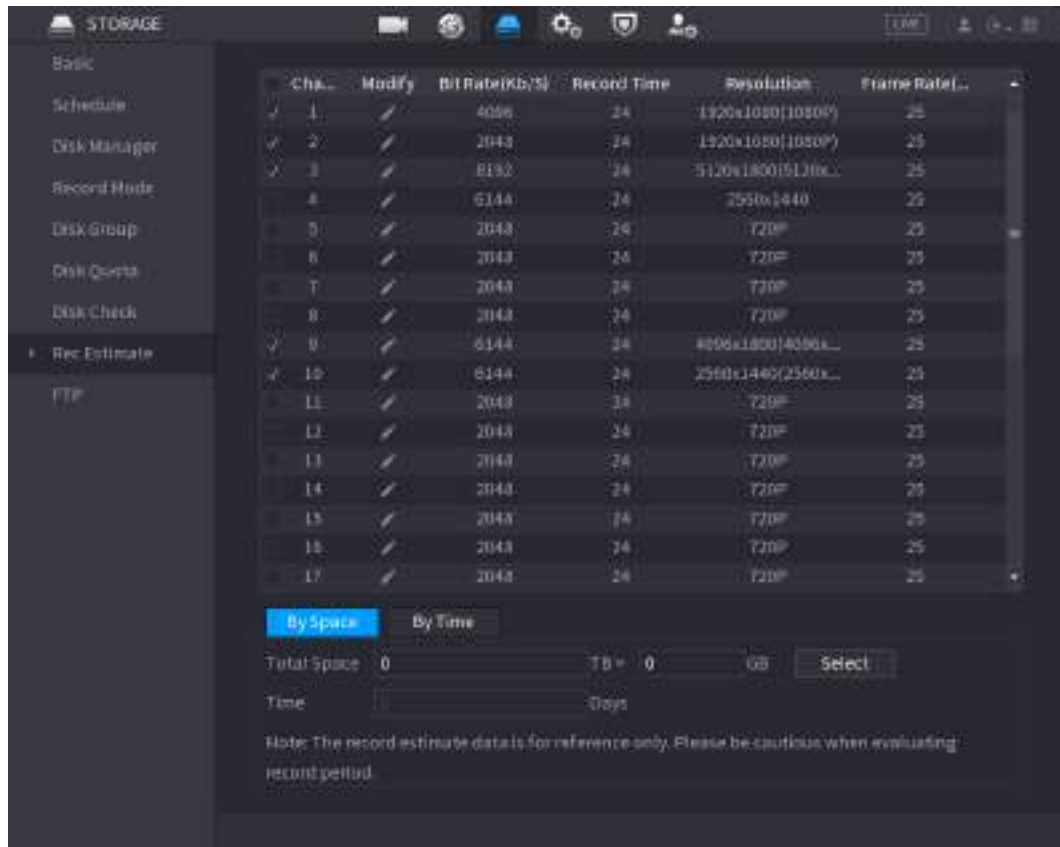 STORAGE LIVE
Basic
Schedule
Disk Manager
Record Mode
Disk Group
Disk Quota
Disk Check
Rec Estimate
FTP
Cha... Modify Bit Rate(Kb/S) Record Time Resolution Frame Rate(...
1 4096 24 1920x1080(1080P) 25
2 2048 24 1920x1080(1080P) 25
3 8192 24 5120x1800(5120x... 25
4 6144 24 2560x1440 25
5 2048 24 720P 25
6 2048 24 720P 25
7 2048 24 720P 25
8 2048 24 720P 25
9 6144 24 4096x1800(4096x... 25
10 6144 24 2560x1440(2560x... 25
11 2048 24 720P 25
12 2048 24 720P 25
13 2048 24 720P 25
14 2048 24 720P 25
15 2048 24 720P 25
16 2048 24 720P 25
17 2048 24 720P 25
By Space By Time
Total Space 0 TB = 0 GB Select
Time Days
Note: The record estimate data is for reference only. Please be cautious when evaluating
record period.